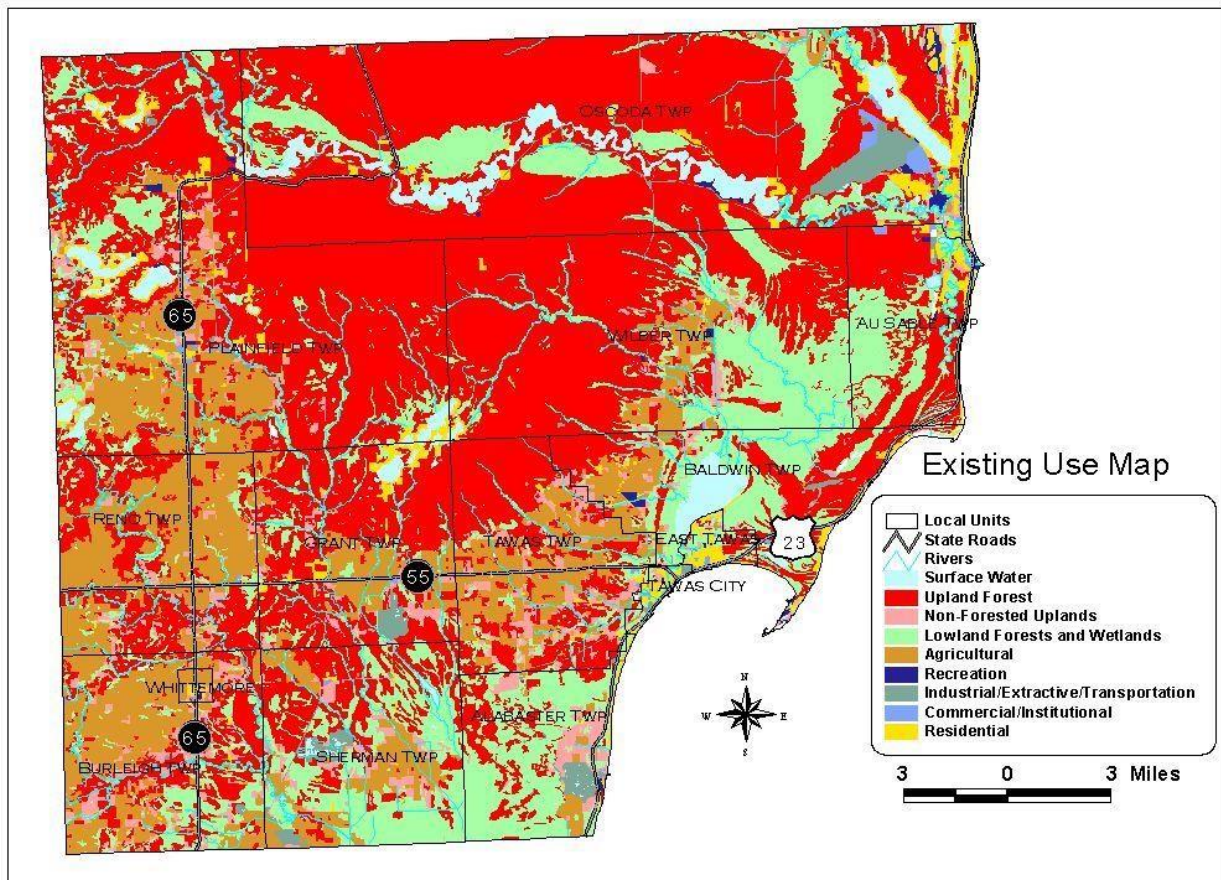 OSCODA TWP
65
PLAINFIELD TWP
WILBER TWP
AU SABLE TWP
BALDWIN TWP
RENO TWP
GRANT TWP
TAWAS TWP
EAST TAWAS
23
55
TAWAS CITY
WHITTEMORE
65
ALABASTER TWP
SHERMAN TWP
BURLEIGH TWP
Existing Use Map
Local Units
State Roads
Rivers
Surface Water
Upland Forest
Non-Forested Uplands
Lowland Forests and Wetlands
Agricultural
Recreation
Industrial/Extractive/Transportation
Commercial/Institutional
Residential
N
W E
S
3 0 3 Miles